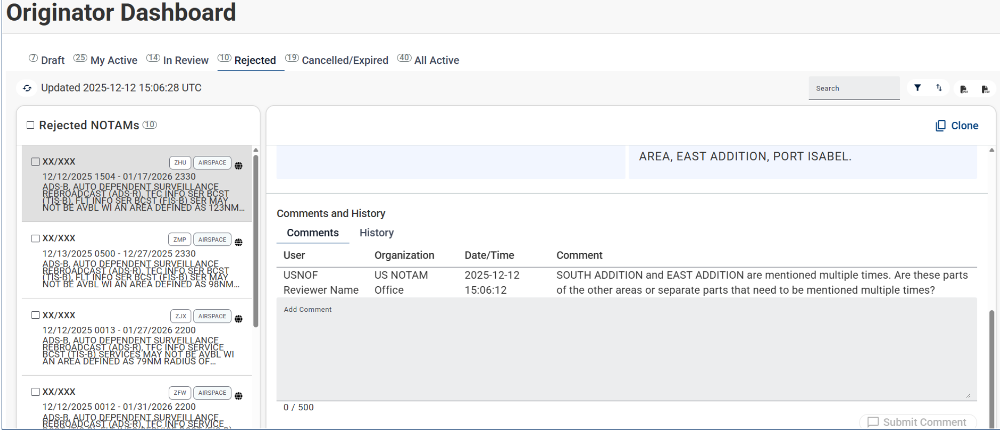 Originator Dashboard
7 Draft 25 My Active 14 In Review 10 Rejected 19 Cancelled/Expired 40 All Active
Updated 2025-12-12 15:06:28 UTC
Search
PDF CSV
Rejected NOTAMs 10
Clone
XX/XXX ZHU AIRSPACE
12/12/2025 1504 - 01/17/2026 2330
ADS-B, AUTO DEPENDENT SURVEILLANCE
REBROADCAST (ADS-R), TFC INFO SER BCST
(TIS-B), FLT INFO SER BCST (FIS-B) SER MAY
NOT BE AVBL WI AN AREA DEFINED AS 123NM...
XX/XXX ZMP AIRSPACE
12/13/2025 0500 - 12/27/2025 2330
ADS-B, AUTO DEPENDENT SURVEILLANCE
REBROADCAST (ADS-R), TFC INFO SER BCST
(TIS-B), FLT INFO SER BCST (FIS-B) SER MAY
NOT BE AVBL WI AN AREA DEFINED AS 98NM...
XX/XXX ZJX AIRSPACE
12/12/2025 0013 - 01/27/2026 2200
ADS-B, AUTO DEPENDENT SURVEILLANCE
REBROADCAST (ADS-R), TFC INFO SERVICE
BCST (TIS-B) SERVICES MAY NOT BE AVBL WI
AN AREA DEFINED AS 79NM RADIUS OF...
XX/XXX ZFW AIRSPACE
12/12/2025 0012 - 01/31/2026 2200
ADS-B, AUTO DEPENDENT SURVEILLANCE
REBROADCAST (ADS-R), TFC INFO SERVICE
AREA, EAST ADDITION, PORT ISABEL.
Comments and History
Comments History
User Organization Date/Time Comment
USNOF US NOTAM 2025-12-12 SOUTH ADDITION and EAST ADDITION are mentioned multiple times. Are these parts
Reviewer Name Office 15:06:12 of the other areas or separate parts that need to be mentioned multiple times?
Add Comment
0 / 500
Submit Comment